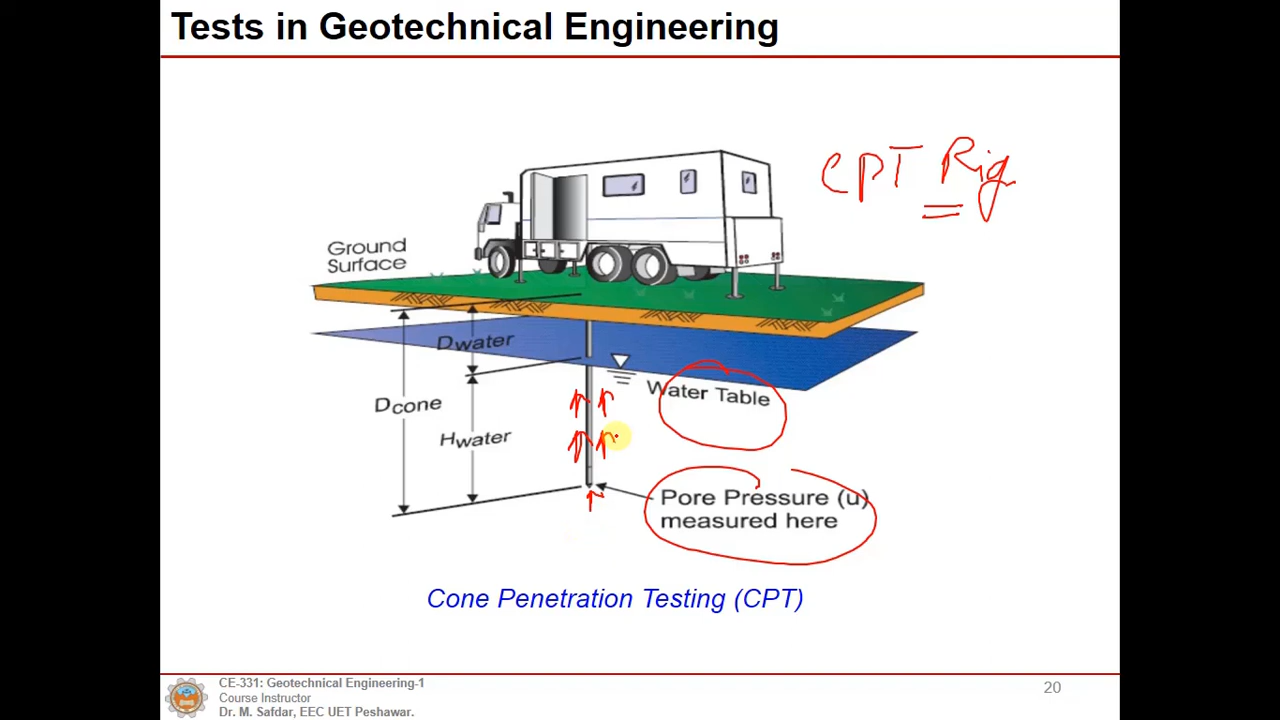 Tests in Geotechnical Engineering
CPT Rig
Ground
Surface
Dwater
Water Table
Dcone
Hwater
Pore Pressure (u)
measured here
Cone Penetration Testing (CPT)
CE-331: Geotechnical Engineering-1
Course Instructor
Dr. M. Safdar, EEC UET Peshawar.
20